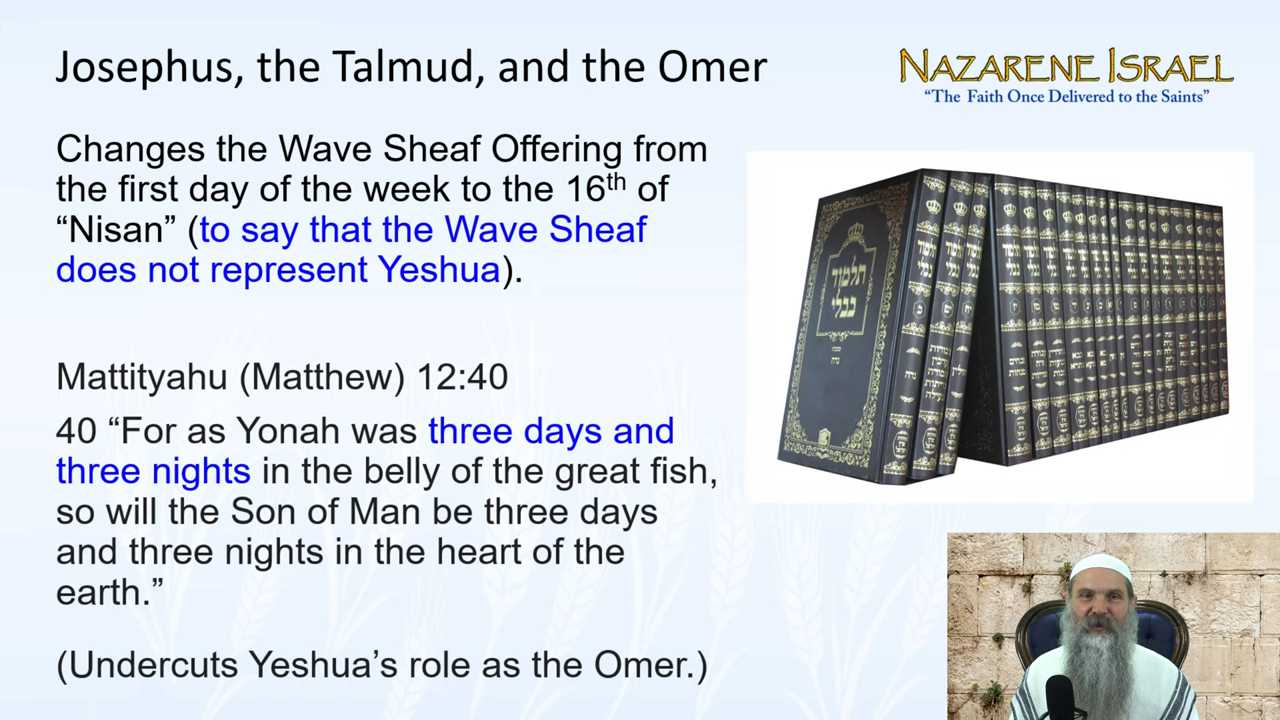 Josephus, the Talmud, and the Omer
NAZARENE ISRAEL
“The Faith Once Delivered to the Saints”
Changes the Wave Sheaf Offering from
the first day of the week to the 16th of
“Nisan” (to say that the Wave Sheaf
does not represent Yeshua).
Mattityahu (Matthew) 12:40
40 “For as Yonah was three days and
three nights in the belly of the great fish,
so will the Son of Man be three days
and three nights in the heart of the
earth.”
(Undercuts Yeshua’s role as the Omer.)
תלמוד
בבלי